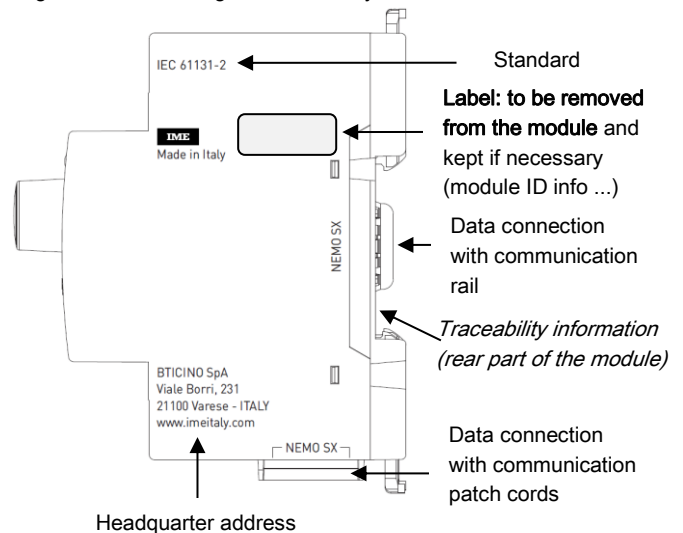 IEC 61131-2
Standard
Label: to be removed
from the module and
kept if necessary
(module ID info ...)
IME
Made in Italy
NEMO SX
Data connection
with communication
rail
Traceability information
(rear part of the module)
BTICINO SpA
Viale Borri, 231
21100 Varese - ITALY
www.imeitaly.com
NEMO SX
Data connection
with communication
patch cords
Headquarter address